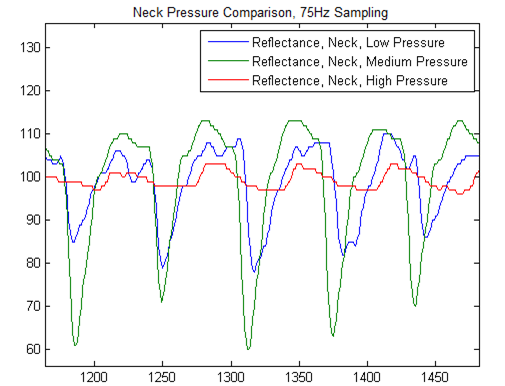 Neck Pressure Comparison, 75Hz Sampling
Reflectance, Neck, Low Pressure
Reflectance, Neck, Medium Pressure
Reflectence, Neck, High Pressure
130
120
110
100
90
80
70
60
1200 1250 1300 1350 1400 1450